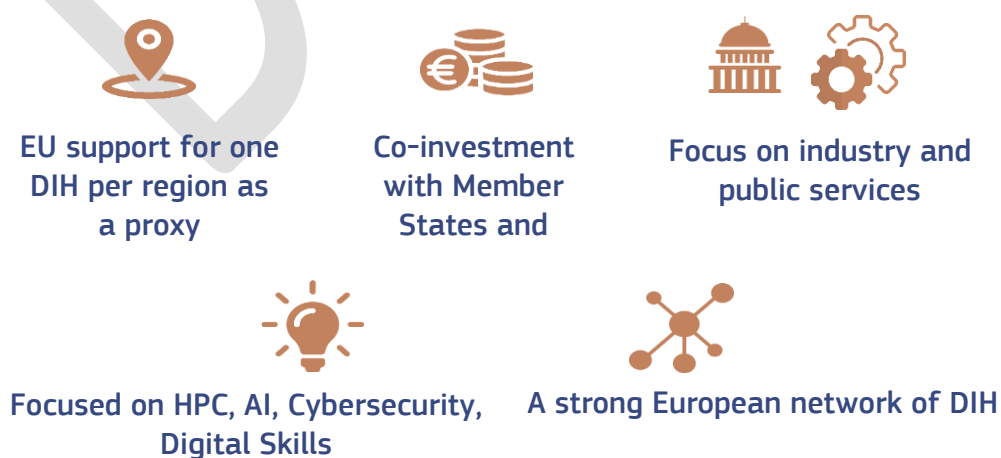 EU support for one
DIH per region as
a proxy
Co-investment
with Member
States and
Focus on industry and
public services
Focused on HPC, AI, Cybersecurity,
Digital Skills
A strong European network of DIH